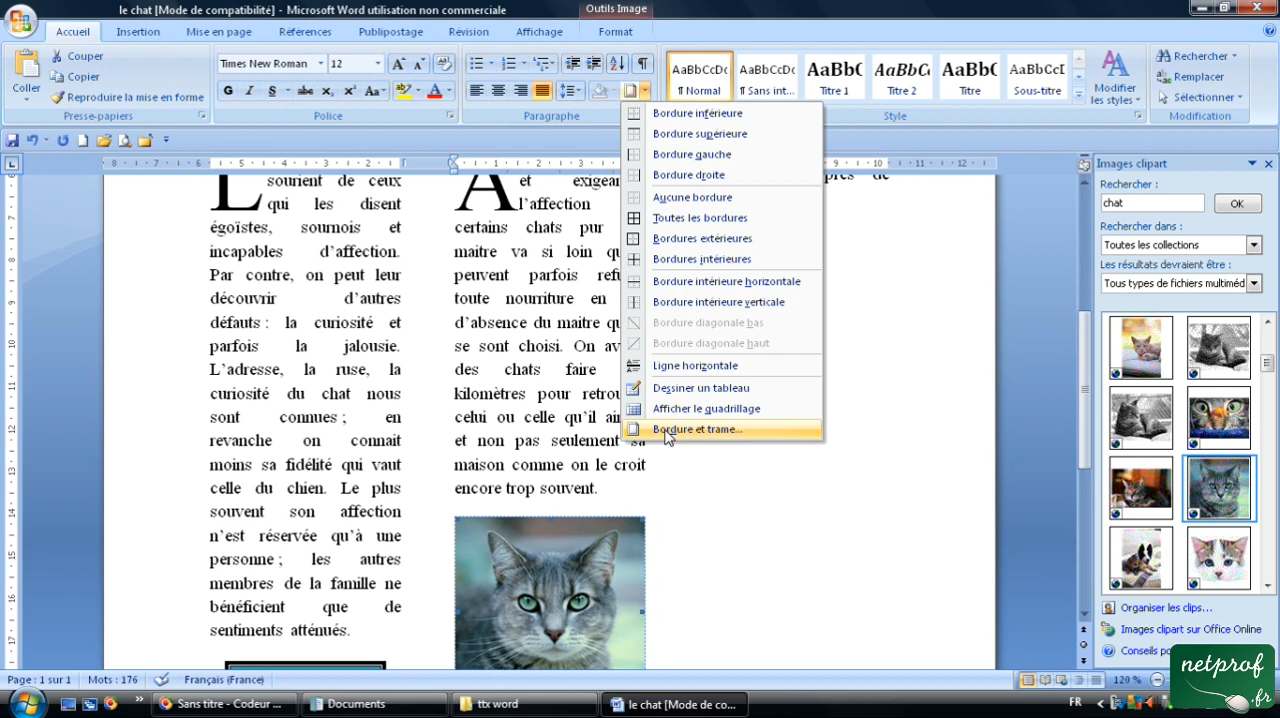 le chat [Mode de compatibilité] - Microsoft Word utilisation non commerciale
Outils Image
Accueil Insertion Mise en page Références Publipostage Révision Affichage Format
Coller
Couper
Copier
Reproduire la mise en forme
Presse-papiers
Times New Roman 12
G I S abc x₂ x² Aa A
Police
Paragraphe
AaBbCcDc
¶ Normal
AaBbCcDc
¶ Sans int...
AaBbC
Titre 1
AaBbC
Titre 2
AaBbC
Titre
AaBbCcD
Sous-titre
Modifier les styles
Style
Rechercher
Remplacer
Sélectionner
Modification
Bordure inférieure
Bordure supérieure
Bordure gauche
Bordure droite
Aucune bordure
Toutes les bordures
Bordures extérieures
Bordures intérieures
Bordure intérieure horizontale
Bordure intérieure verticale
Bordure diagonale bas
Bordure diagonale haut
Ligne horizontale
Dessiner un tableau
Afficher le quadrillage
Bordure et trame...
L sourient de ceux
qui les disent
égoïstes, sournois et
incapables d'affection.
Par contre, on peut leur
découvrir d'autres
défauts : la curiosité et
parfois la jalousie.
L'adresse, la ruse, la
curiosité du chat nous
sont connues ; en
revanche on connait
moins sa fidélité qui vaut
celle du chien. Le plus
souvent son affection
n'est réservée qu'à une
personne ; les autres
membres de la famille ne
bénéficient que de
sentiments atténués.
A et exigean
l'affection
certains chats pur
maitre va si loin qu
peuvent parfois refu
toute nourriture en
d'absence du maitre qu
se sont choisi. On av
des chats faire
kilomètres pour retrou
celui ou celle qu'il ain
et non pas seulement sa
maison comme on le croit
encore trop souvent.
près de
Images clipart
Rechercher :
chat
OK
Rechercher dans :
Toutes les collections
Les résultats devraient être :
Tous types de fichiers multiméd
Organiser les clips...
Images clipart sur Office Online
Conseils po
Page : 1 sur 1 Mots : 176 Français (France) 120 %
Sans titre - Codeur ... Documents ttx word le chat [Mode de co... FR
netprof
.fr